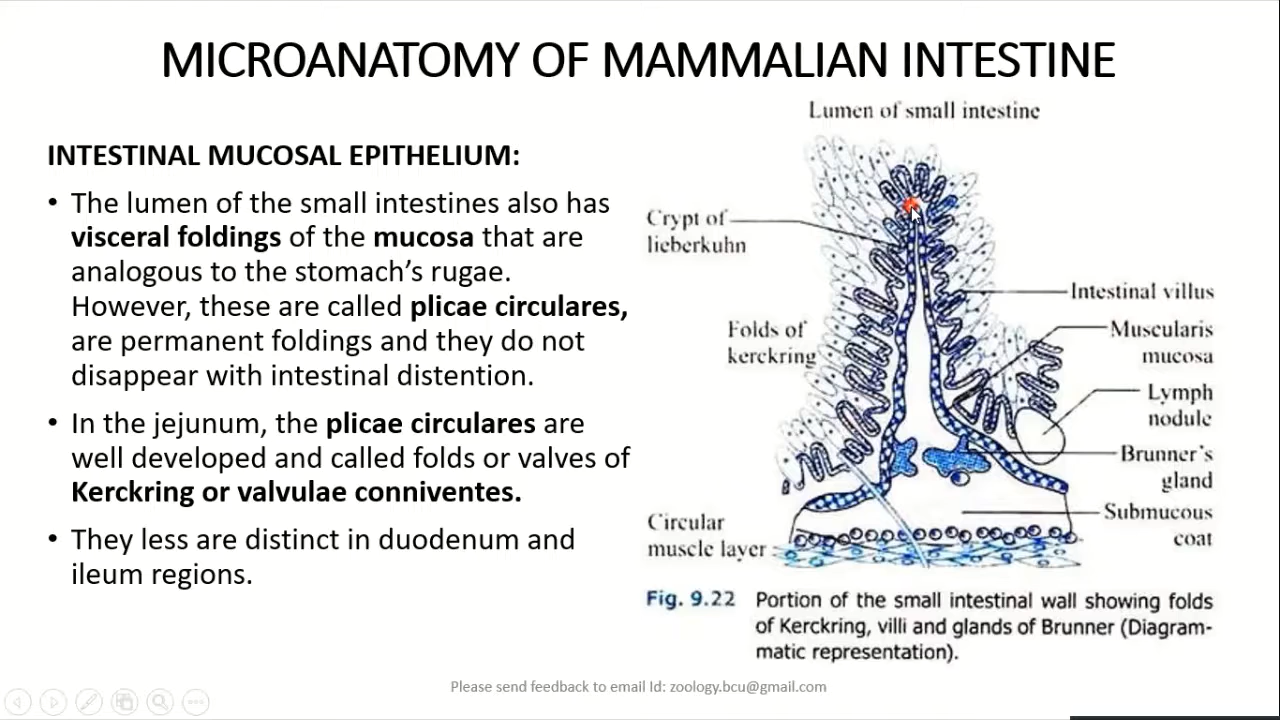 MICROANATOMY OF MAMMALIAN INTESTINE
INTESTINAL MUCOSAL EPITHELIUM:
• The lumen of the small intestines also has
visceral foldings of the mucosa that are
analogous to the stomach's rugae.
However, these are called plicae circulares,
are permanent foldings and they do not
disappear with intestinal distention.
• In the jejunum, the plicae circulares are
well developed and called folds or valves of
Kerckring or valvulae conniventes.
• They less are distinct in duodenum and
ileum regions.
Lumen of small intestine
Crypt of
lieberkuhn
Folds of
kerckring
Circular
muscle layer
Intestinal villus
Muscularis
mucosa
Lymph
nodule
Brunner's
gland
Submucous
coat
Fig. 9.22 Portion of the small intestinal wall showing folds
of Kerckring, villi and glands of Brunner (Diagram-
matic representation).
Please send feedback to email Id: zoology.bcu@gmail.com